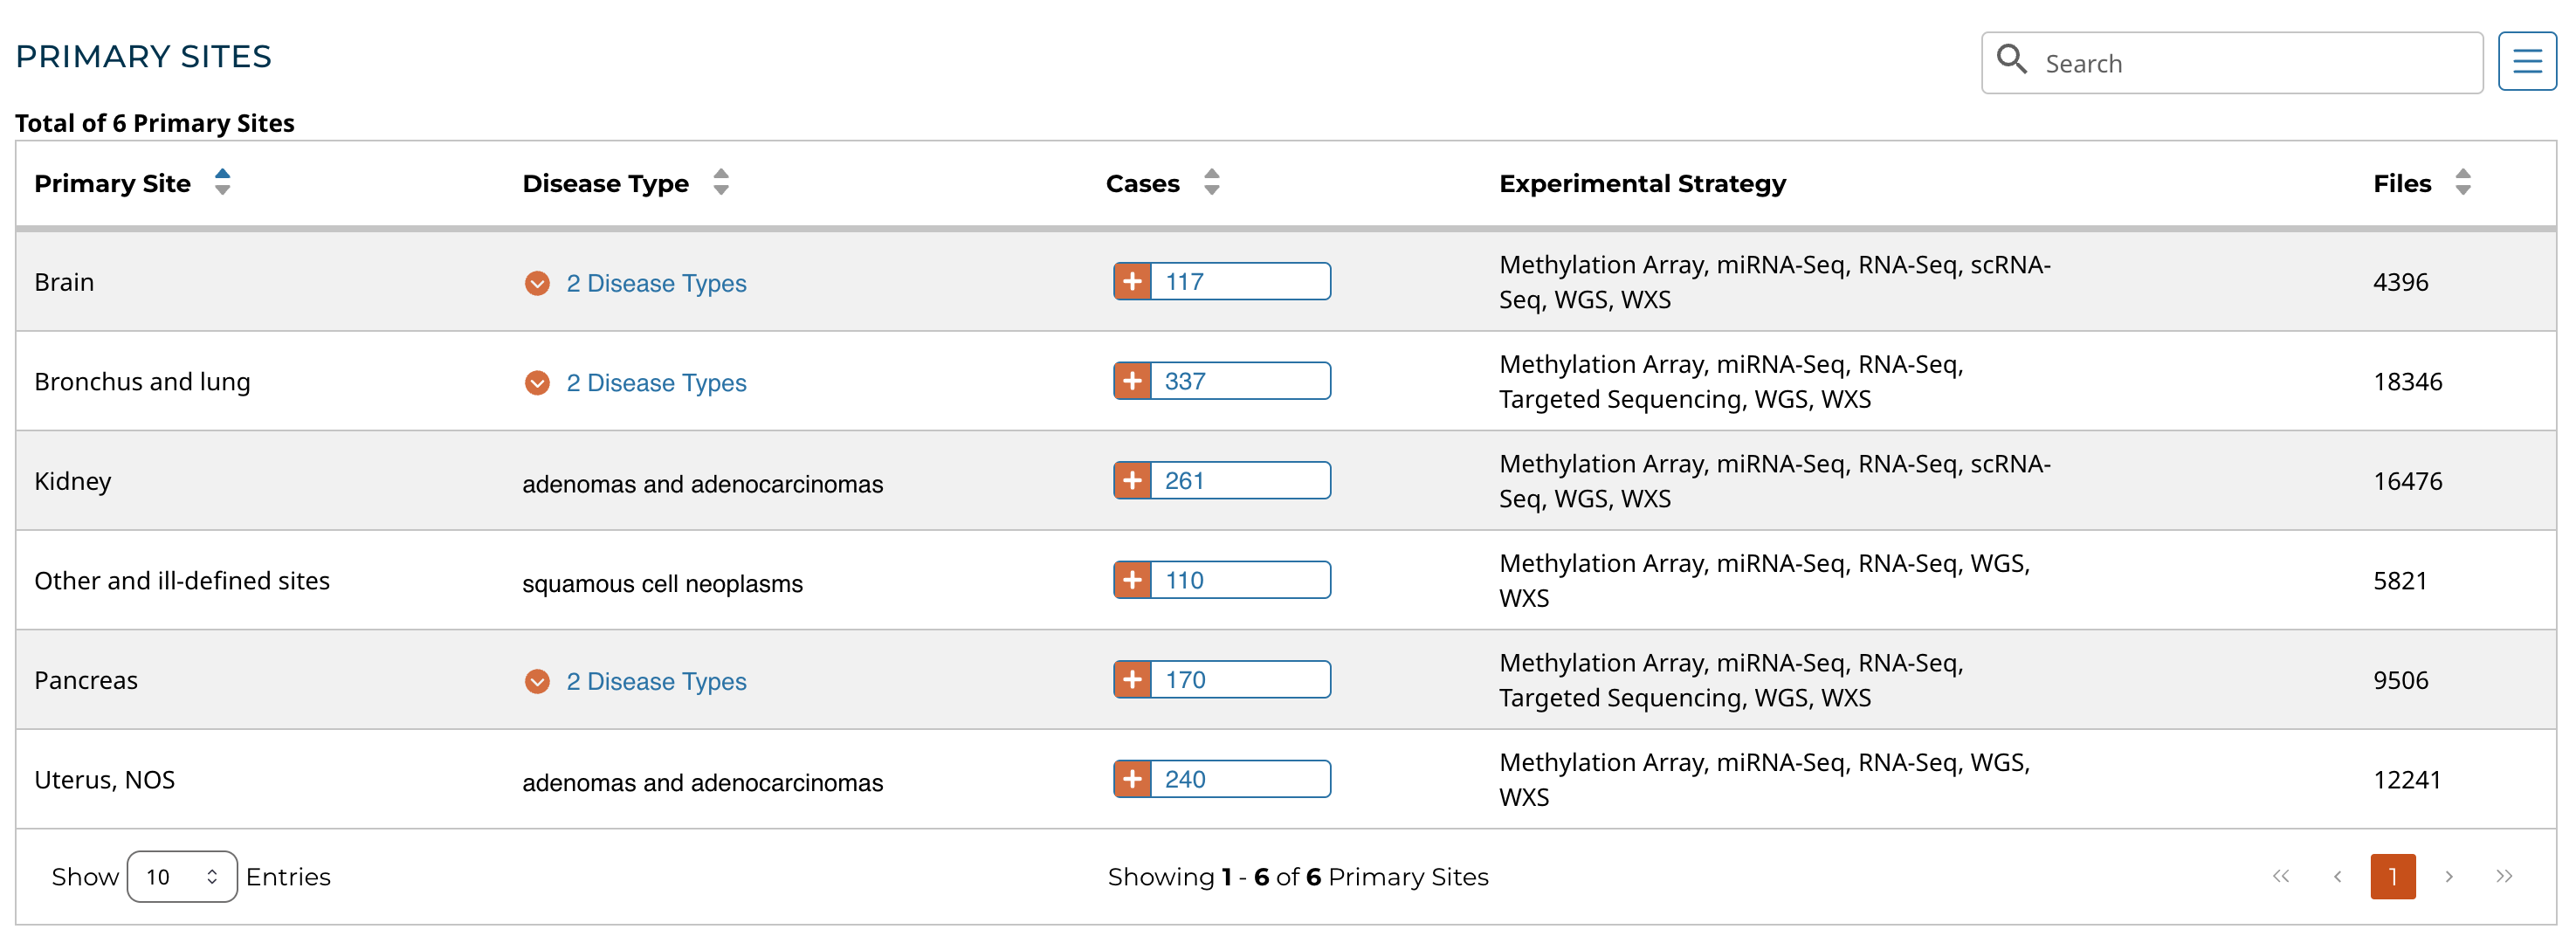 PRIMARY SITES
Search
Total of 6 Primary Sites
Primary Site Disease Type Cases Experimental Strategy Files
Brain 2 Disease Types 117 Methylation Array, miRNA-Seq, RNA-Seq, scRNA-
Seq, WGS, WXS 4396
Bronchus and lung 2 Disease Types 337 Methylation Array, miRNA-Seq, RNA-Seq,
Targeted Sequencing, WGS, WXS 18346
Kidney adenomas and adenocarcinomas 261 Methylation Array, miRNA-Seq, RNA-Seq, scRNA-
Seq, WGS, WXS 16476
Other and ill-defined sites squamous cell neoplasms 110 Methylation Array, miRNA-Seq, RNA-Seq, WGS,
WXS 5821
Pancreas 2 Disease Types 170 Methylation Array, miRNA-Seq, RNA-Seq,
Targeted Sequencing, WGS, WXS 9506
Uterus, NOS adenomas and adenocarcinomas 240 Methylation Array, miRNA-Seq, RNA-Seq, WGS,
WXS 12241
Show 10 Entries Showing 1 - 6 of 6 Primary Sites 1